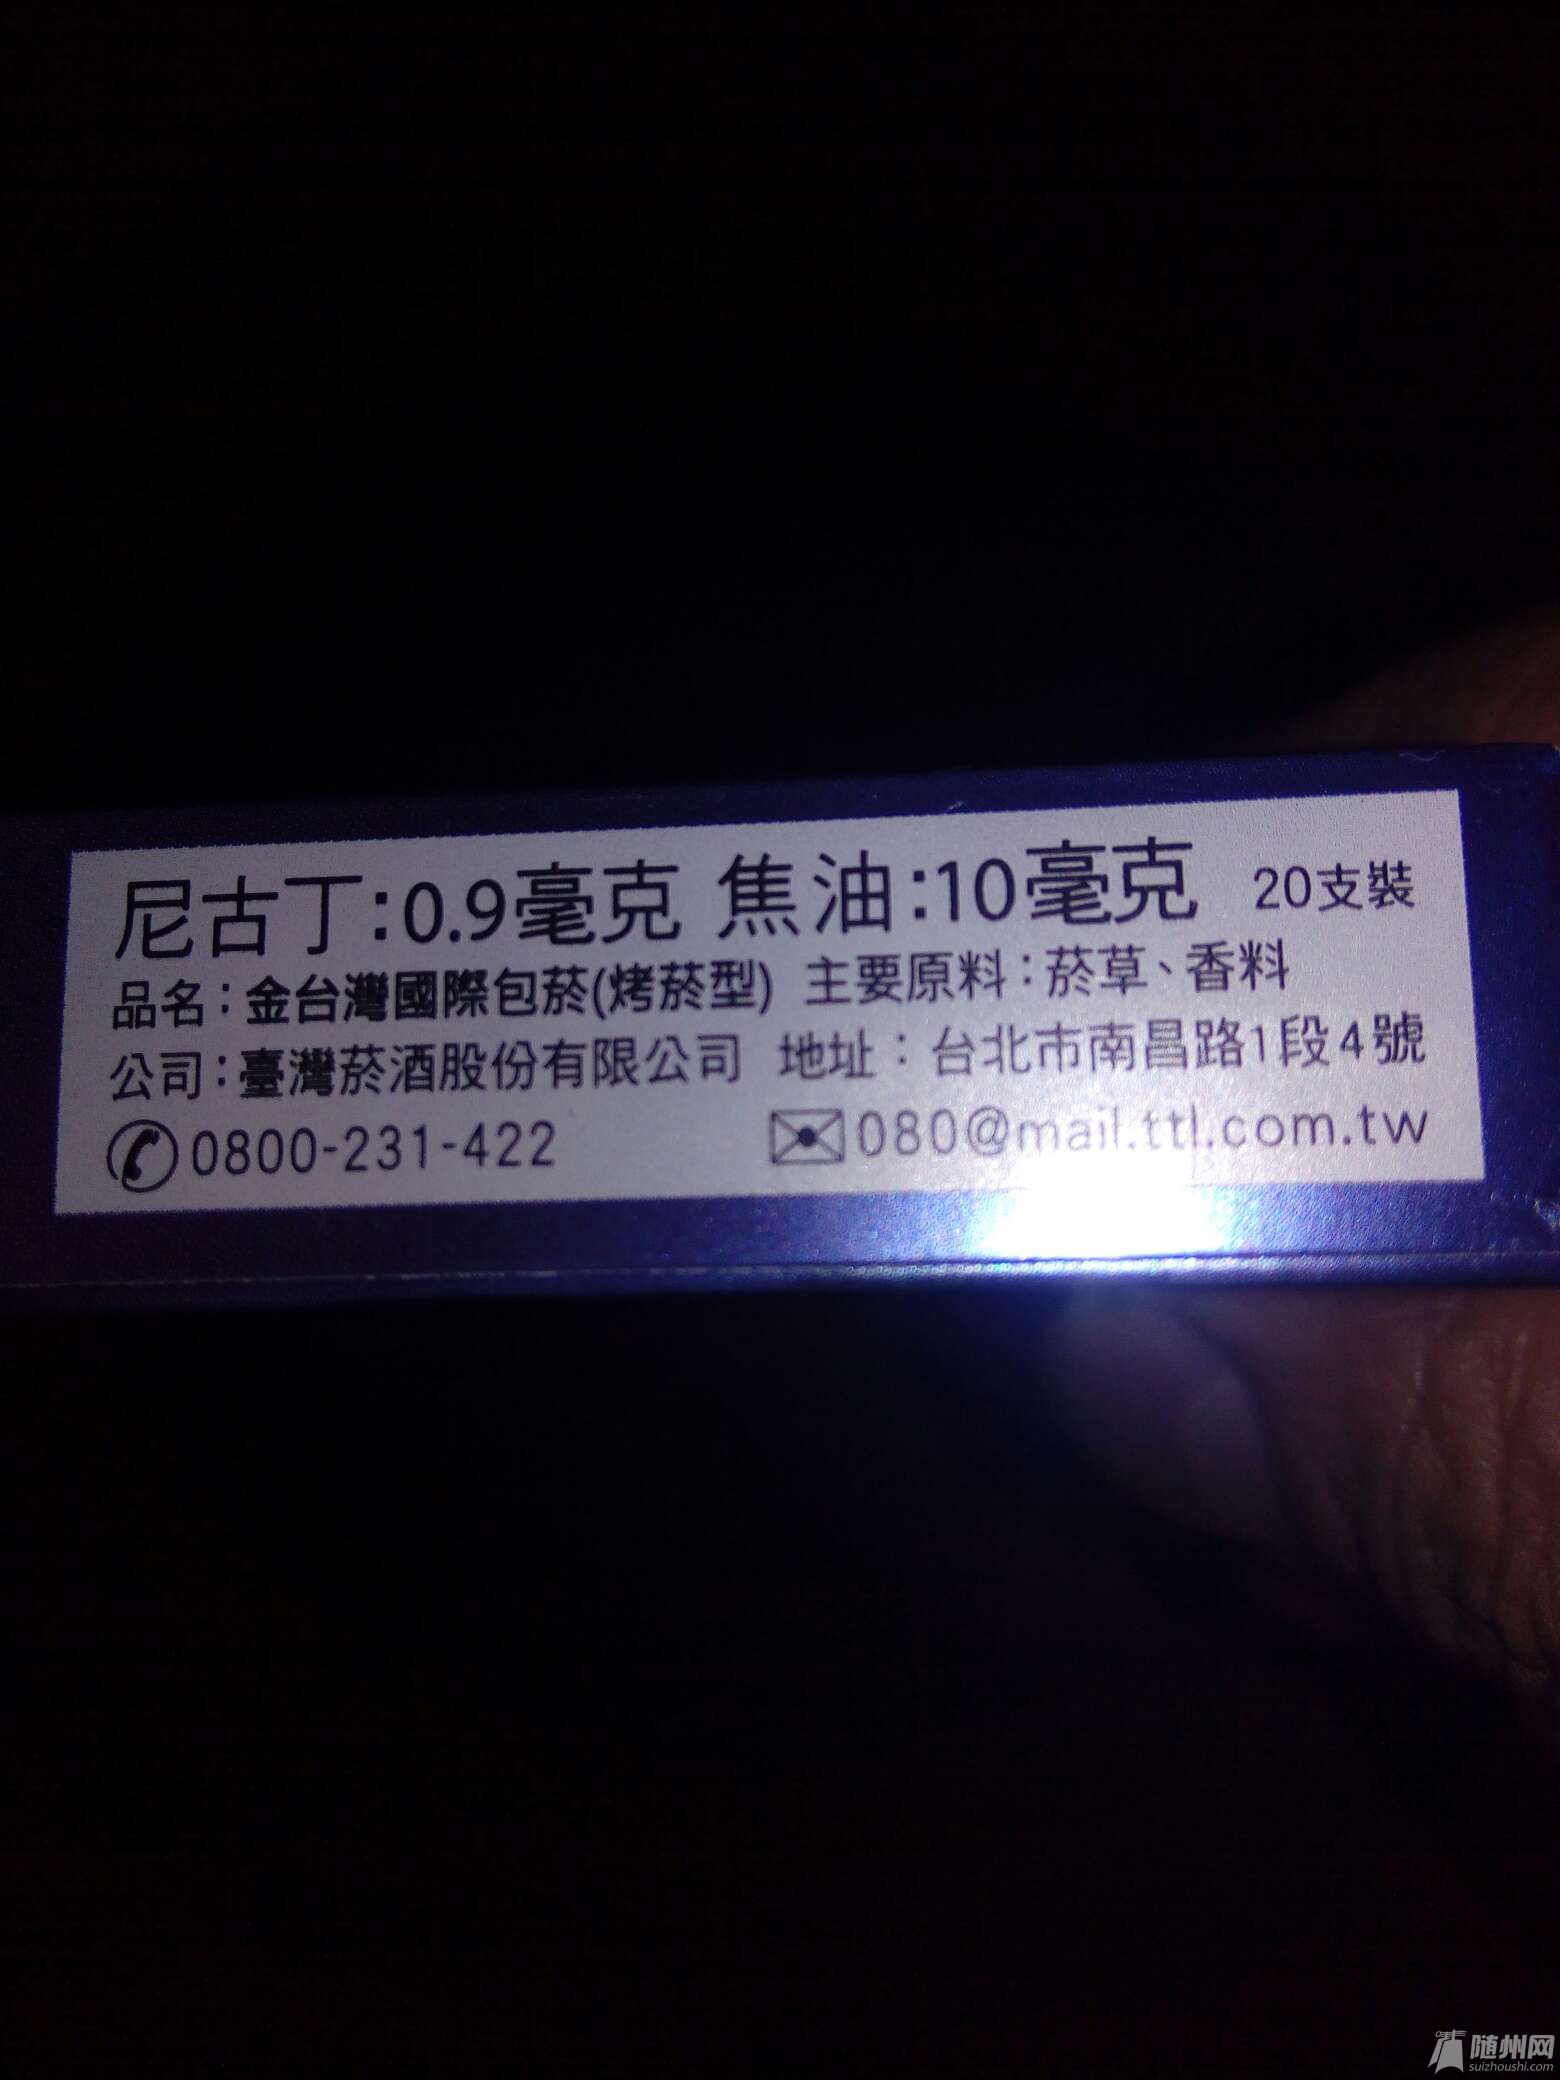 尼古丁:0.9毫克 焦油:10毫克 20支裝
品名:金台灣國際包菸(烤菸型) 主要原料:菸草、香料
公司:臺灣菸酒股份有限公司 地址:台北市南昌路1段4號
0800-231-422 080@mail.ttl.com.tw
随州网
suizhoushi.com